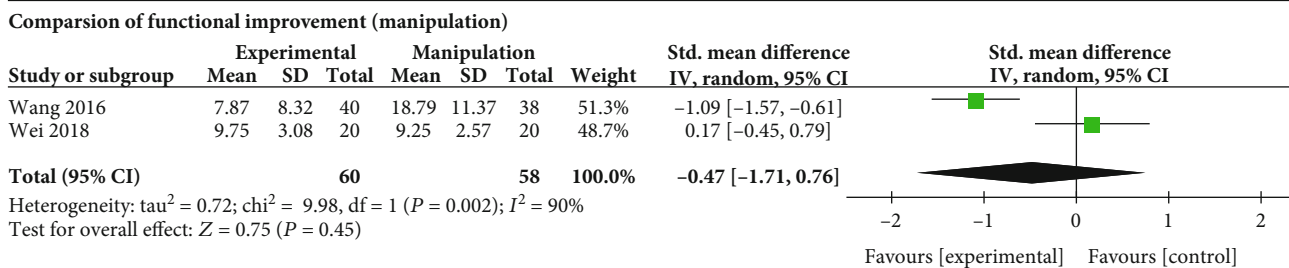 Comparsion of functional improvement (manipulation)
Experimental Manipulation Std. mean difference Std. mean difference
Study or subgroup Mean SD Total Mean SD Total Weight IV, random, 95% CI IV, random, 95% CI
Wang 2016 7.87 8.32 40 18.79 11.37 38 51.3% −1.09 [−1.57, −0.61]
Wei 2018 9.75 3.08 20 9.25 2.57 20 48.7% 0.17 [−0.45, 0.79]
Total (95% CI) 60 58 100.0% −0.47 [−1.71, 0.76]
Heterogeneity: tau² = 0.72; chi² = 9.98, df = 1 (P = 0.002); I² = 90%
Test for overall effect: Z = 0.75 (P = 0.45)
−2 −1 0 1 2
Favours [experimental] Favours [control]